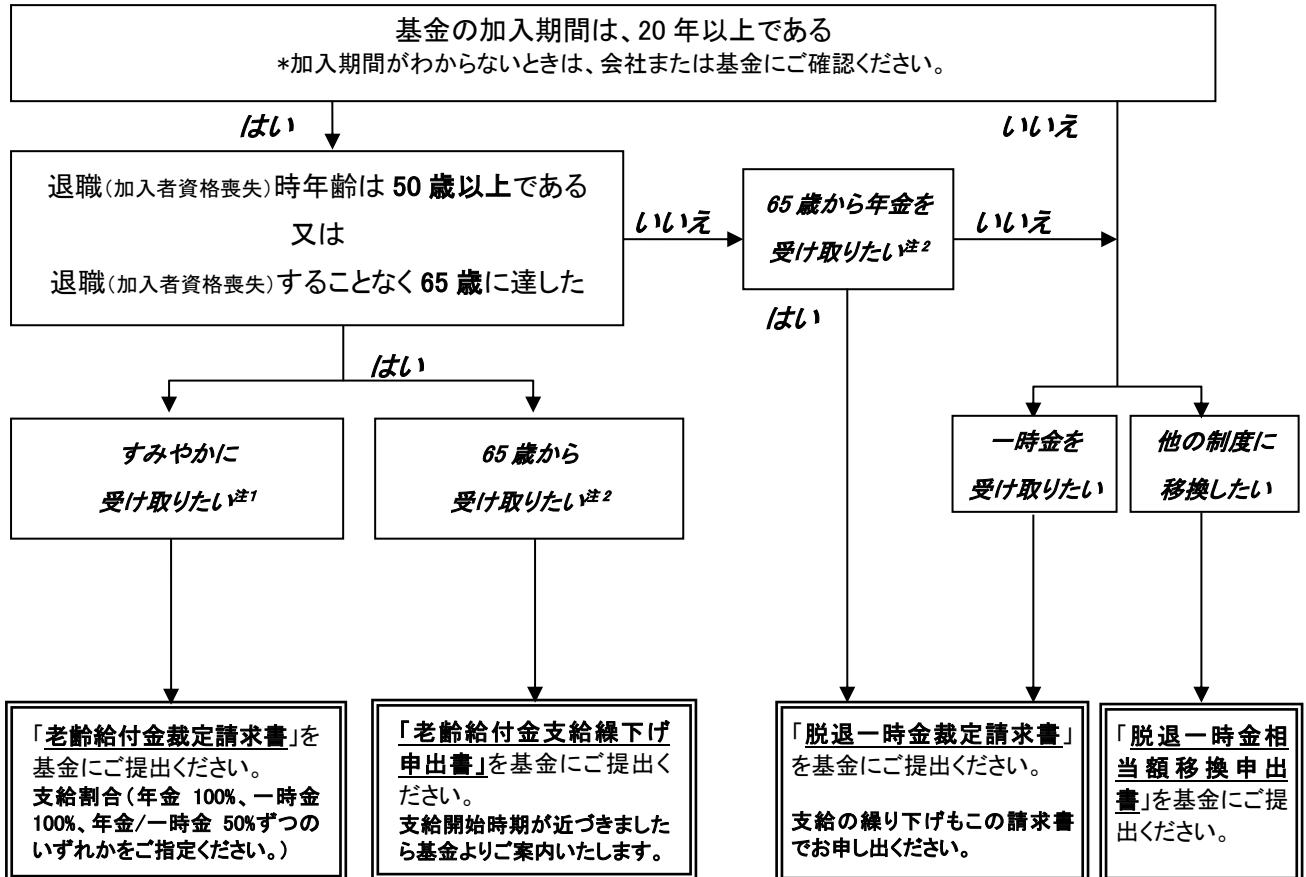 基金の加入期間は、20 年以上である
*加入期間がわからないときは、会社または基金にご確認ください。
はい
いいえ
退職(加入者資格喪失)時年齢は 50 歳以上である
又は
退職(加入者資格喪失)することなく 65 歳に達した
いいえ
65 歳から年金を
受け取りたい注2
いいえ
はい
はい
すみやかに
受け取りたい注1
65 歳から
受け取りたい注2
一時金を
受け取りたい
他の制度に
移換したい
「老齢給付金裁定請求書」を
基金にご提出ください。
支給割合(年金 100%、一時金
100%、年金/一時金 50%ずつの
いずれかをご指定ください。)
「老齢給付金支給繰下げ
申出書」を基金にご提出く
ださい。
支給開始時期が近づきました
ら基金よりご案内いたします。
「脱退一時金裁定請求書」
を基金にご提出ください。
支給の繰り下げもこの請求書
でお申し出ください。
「脱退一時金相
当額移換申出
書」を基金にご提
出ください。